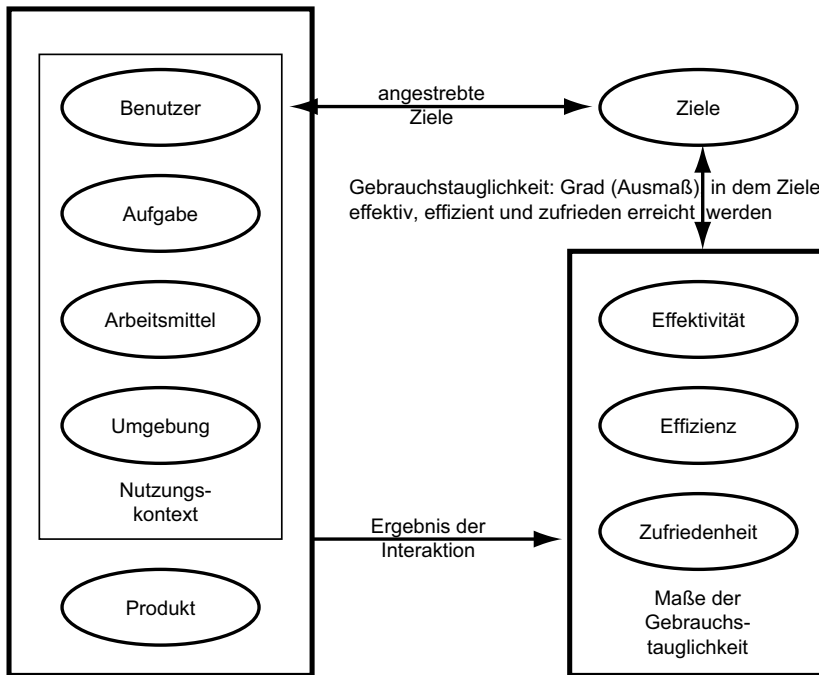 Benutzer
Aufgabe
Arbeitsmittel
Umgebung
Nutzungs-
kontext
Produkt
angestrebte
Ziele
Ziele
Gebrauchstauglichkeit: Grad (Ausmaß), in dem Ziele
effektiv, effizient und zufrieden erreicht werden
Ergebnis der
Interaktion
Effektivität
Effizienz
Zufriedenheit
Maße der
Gebrauchs-
tauglichkeit